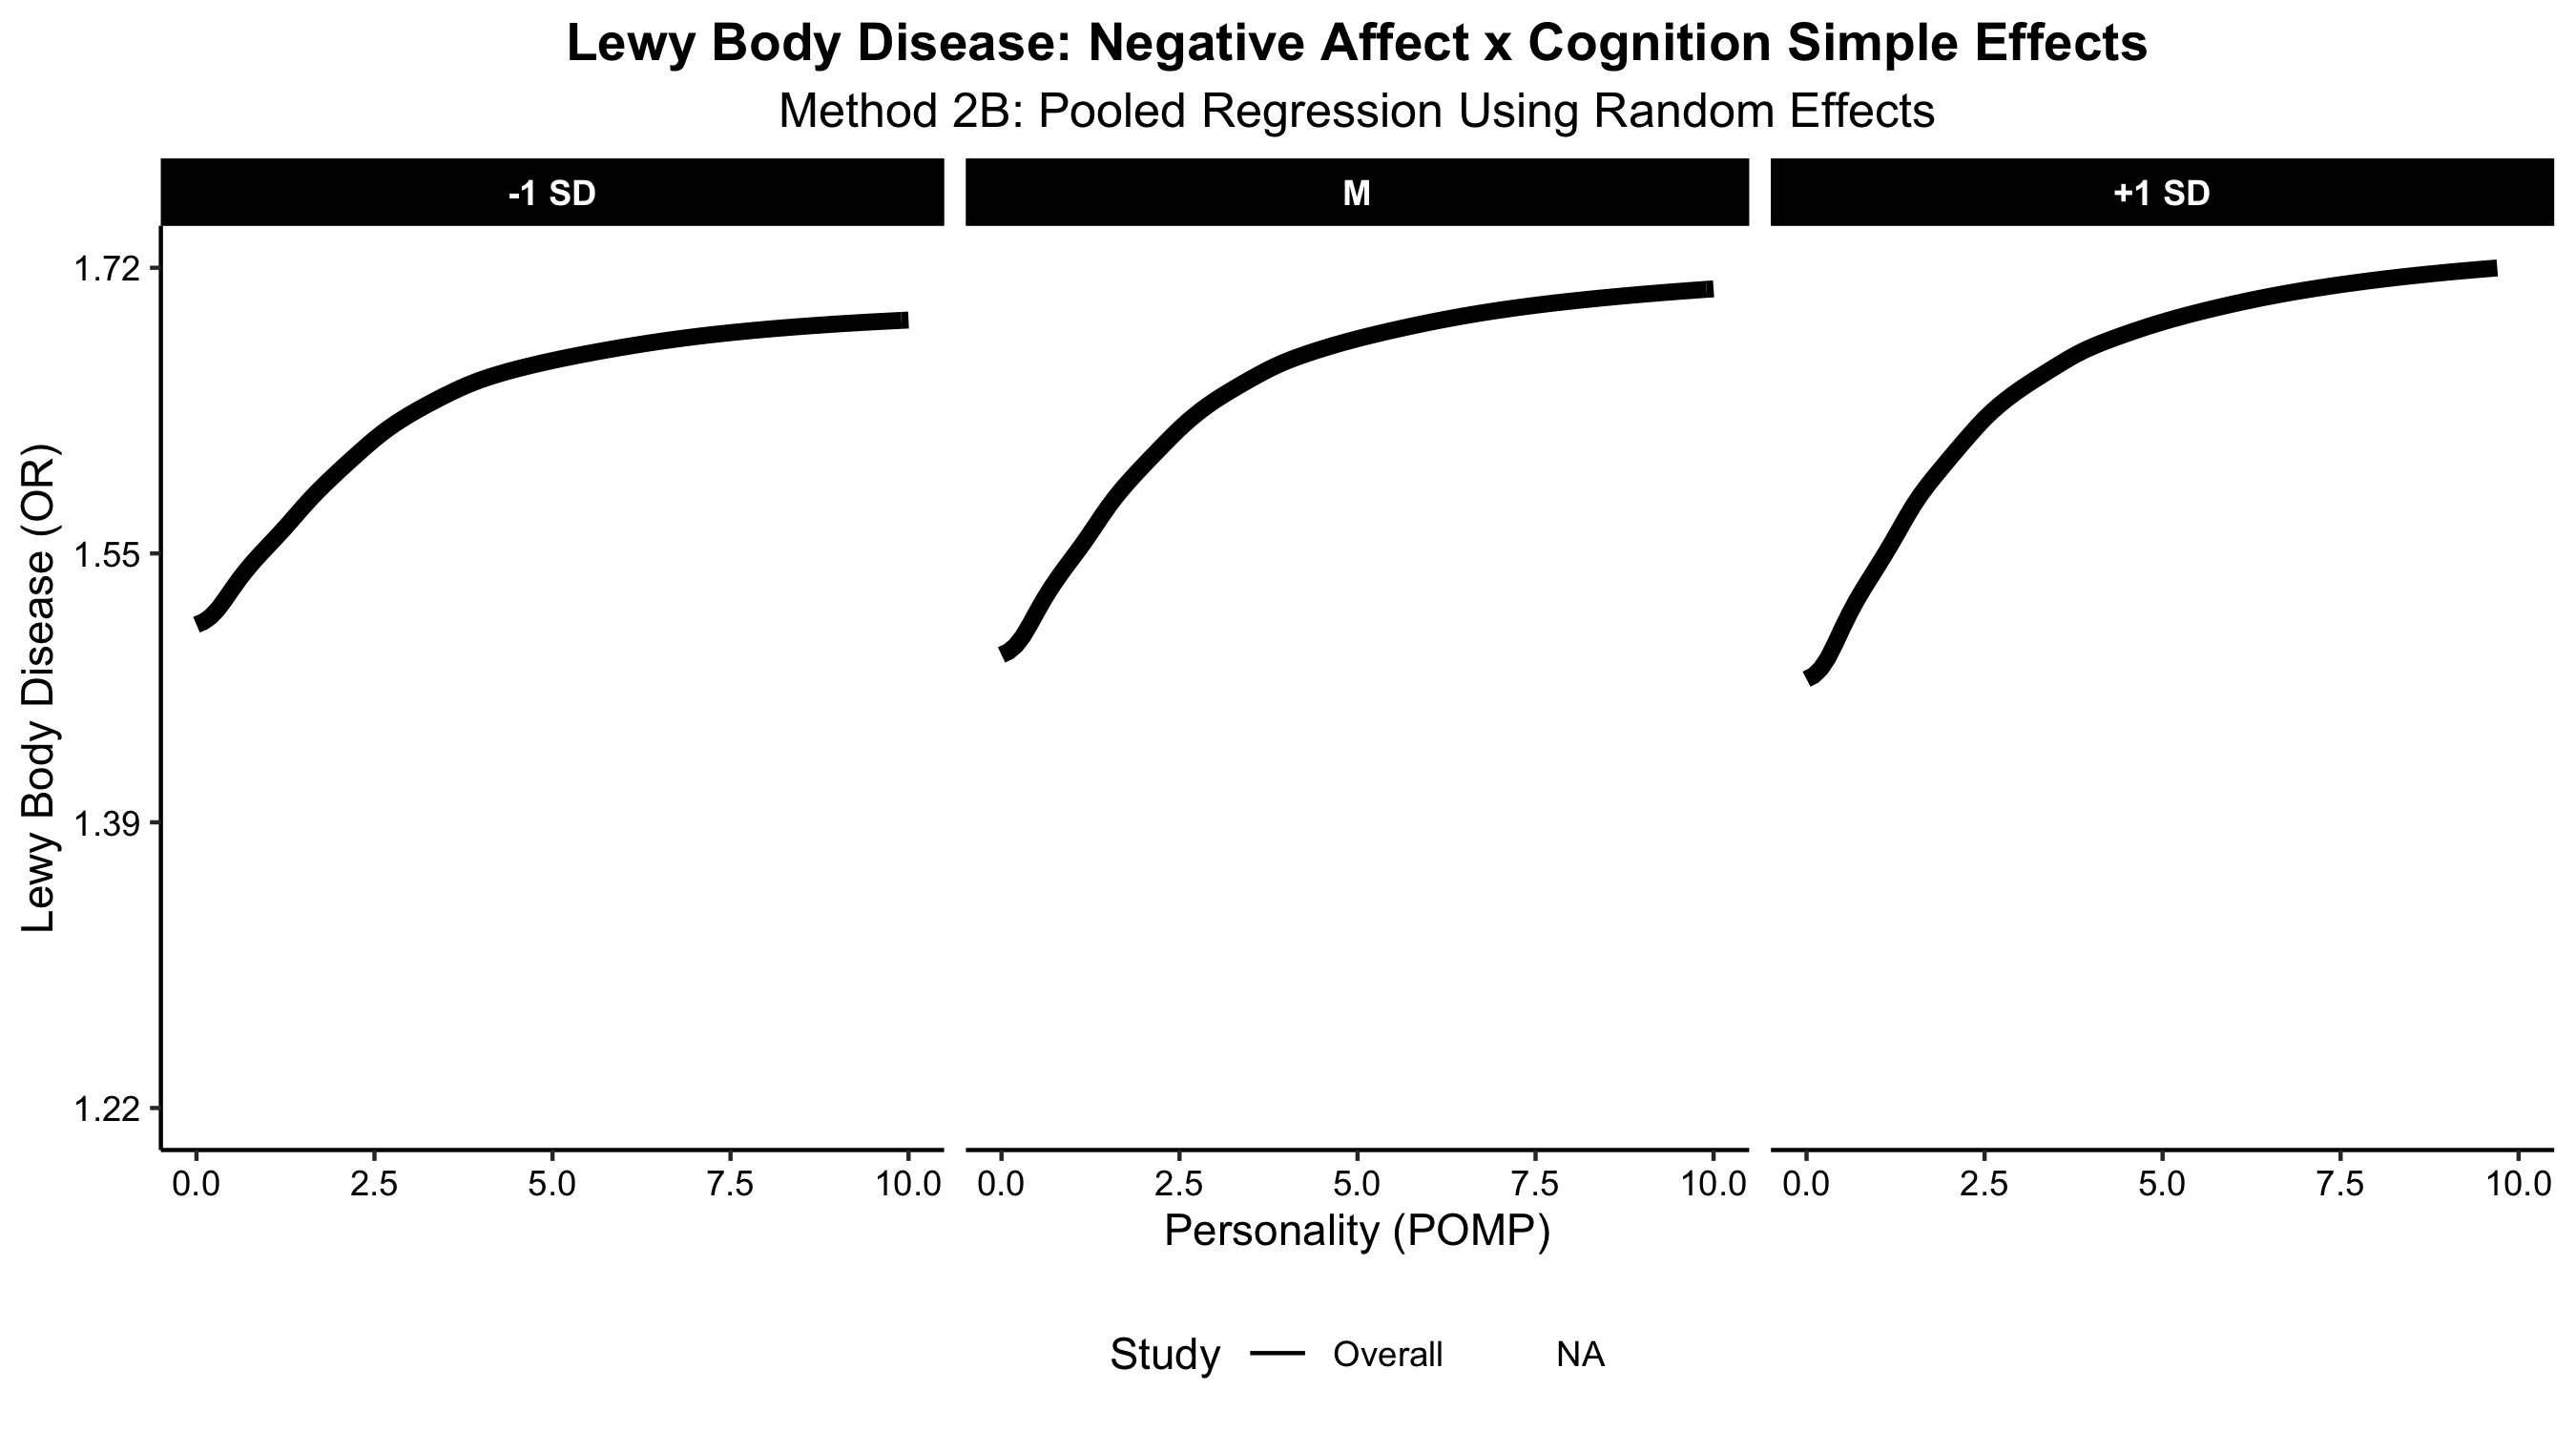 Lewy Body Disease: Negative Affect x Cognition Simple Effects
Method 2B: Pooled Regression Using Random Effects
-1 SD
M
+1 SD
Lewy Body Disease (OR)
1.72
1.55
1.39
1.22
0.0 2.5 5.0 7.5 10.0
0.0 2.5 5.0 7.5 10.0
0.0 2.5 5.0 7.5 10.0
Personality (POMP)
Study Overall NA